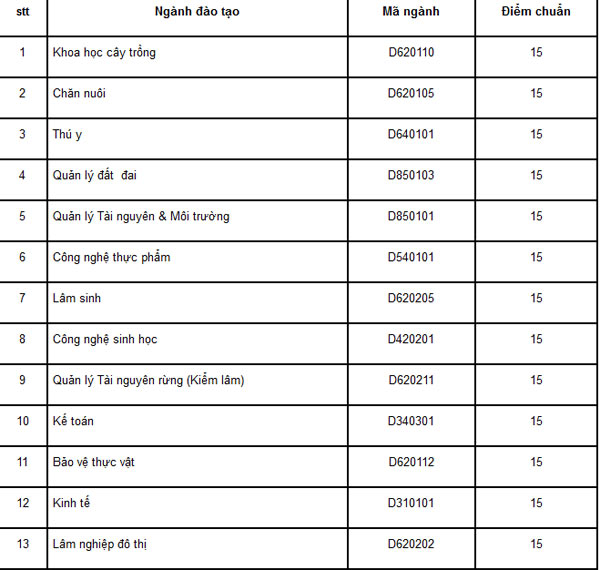 stt Ngành đào tạo Mã ngành Điểm chuẩn
1 Khoa học cây trồng D620110 15
2 Chăn nuôi D620105 15
3 Thú y D640101 15
4 Quản lý đất đai D850103 15
5 Quản lý Tài nguyên & Môi trường D850101 15
6 Công nghệ thực phẩm D540101 15
7 Lâm sinh D620205 15
8 Công nghệ sinh học D420201 15
9 Quản lý Tài nguyên rừng (Kiểm lâm) D620211 15
10 Kế toán D340301 15
11 Bảo vệ thực vật D620112 15
12 Kinh tế D310101 15
13 Lâm nghiệp đô thị D620202 15